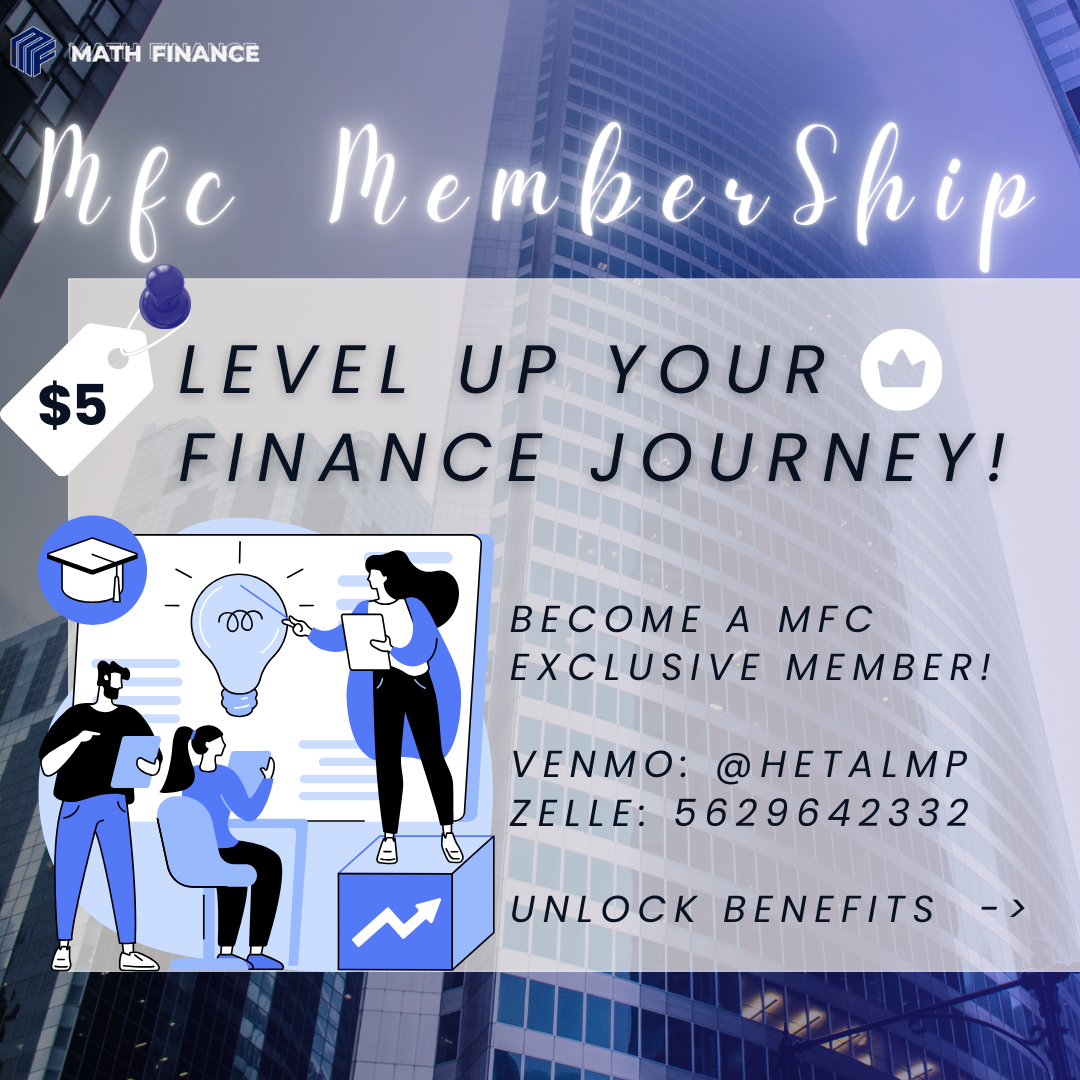 MATH FINANCE
Mfc MemberShip
$5
LEVEL UP YOUR
FINANCE JOURNEY!
BECOME A MFC
EXCLUSIVE MEMBER!
VENMO: @HETALMP
ZELLE: 5629642332
UNLOCK BENEFITS ->